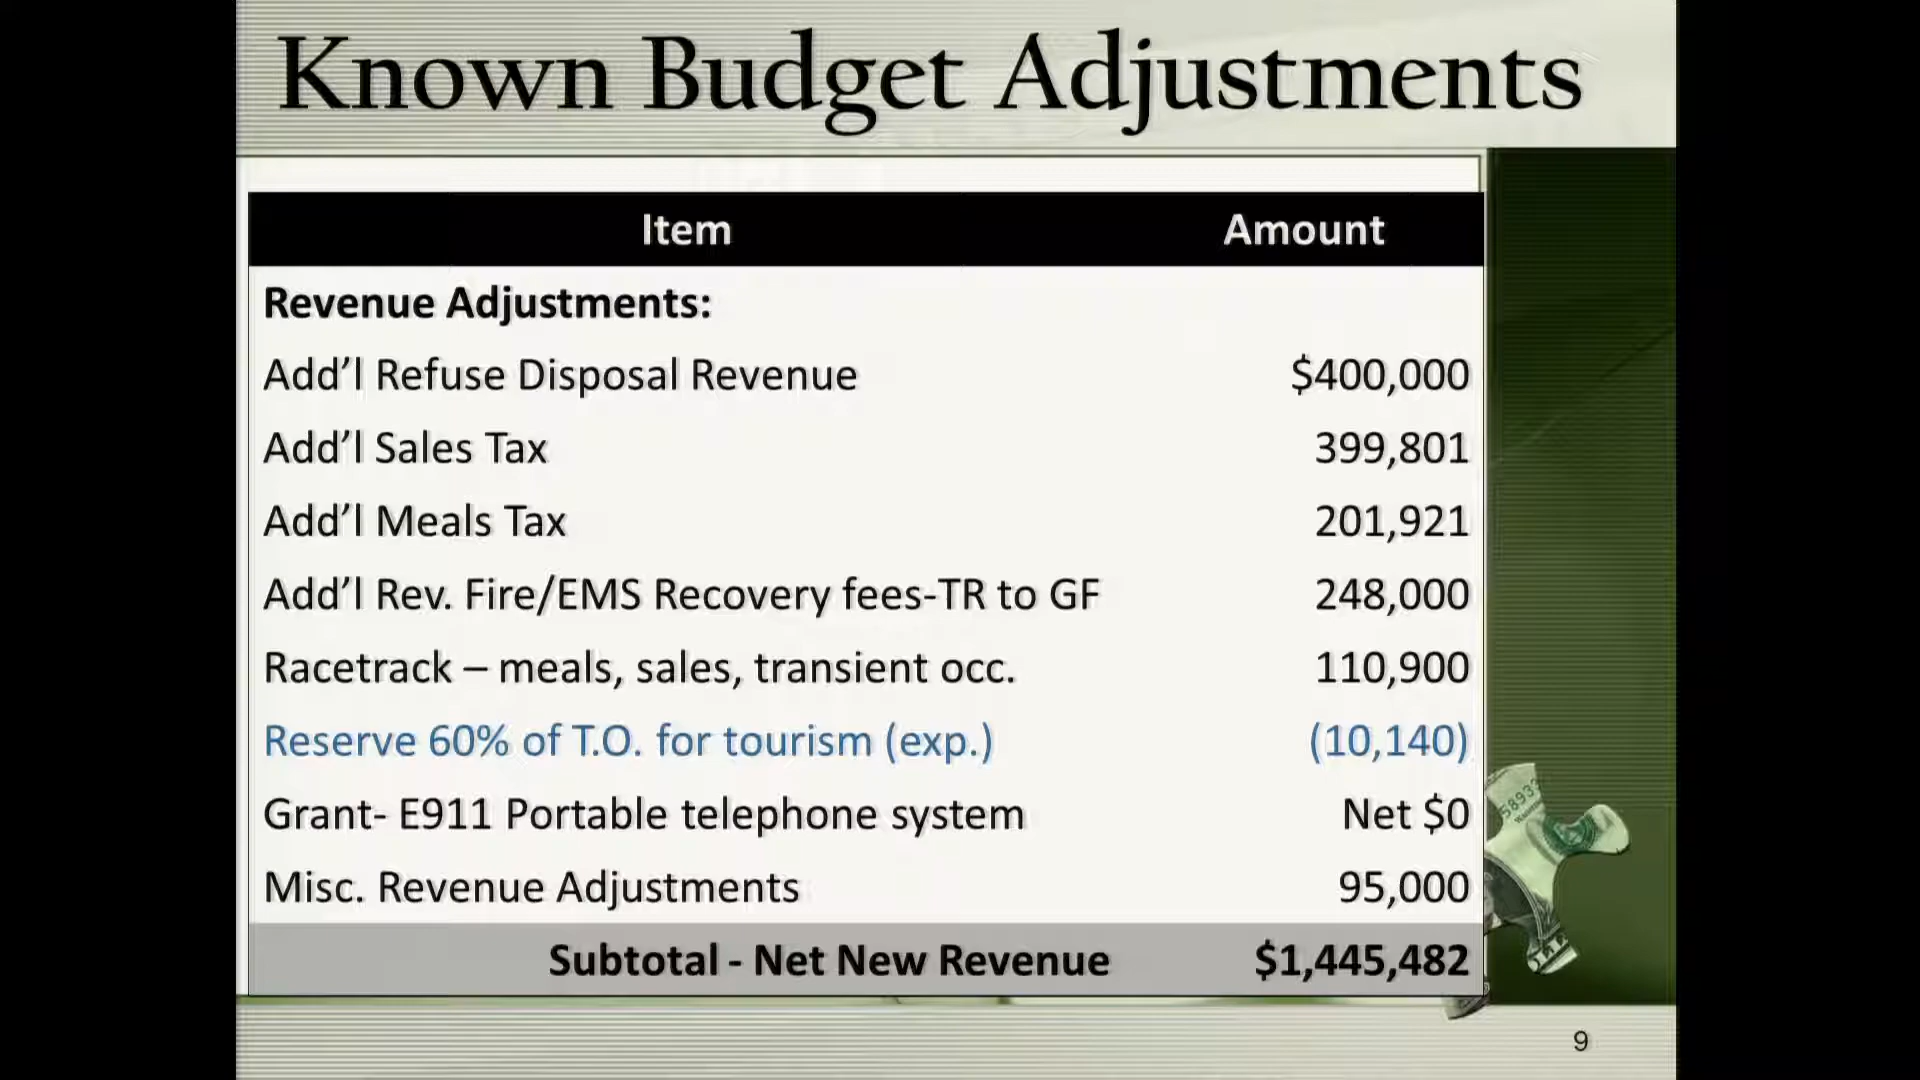 Known Budget Adjustments
Item Amount
Revenue Adjustments:
Add’l Refuse Disposal Revenue $400,000
Add’l Sales Tax 399,801
Add’l Meals Tax 201,921
Add’l Rev. Fire/EMS Recovery fees-TR to GF 248,000
Racetrack – meals, sales, transient occ. 110,900
Reserve 60% of T.O. for tourism (exp.) (10,140)
Grant- E911 Portable telephone system Net $0
Misc. Revenue Adjustments 95,000
Subtotal - Net New Revenue $1,445,482
9